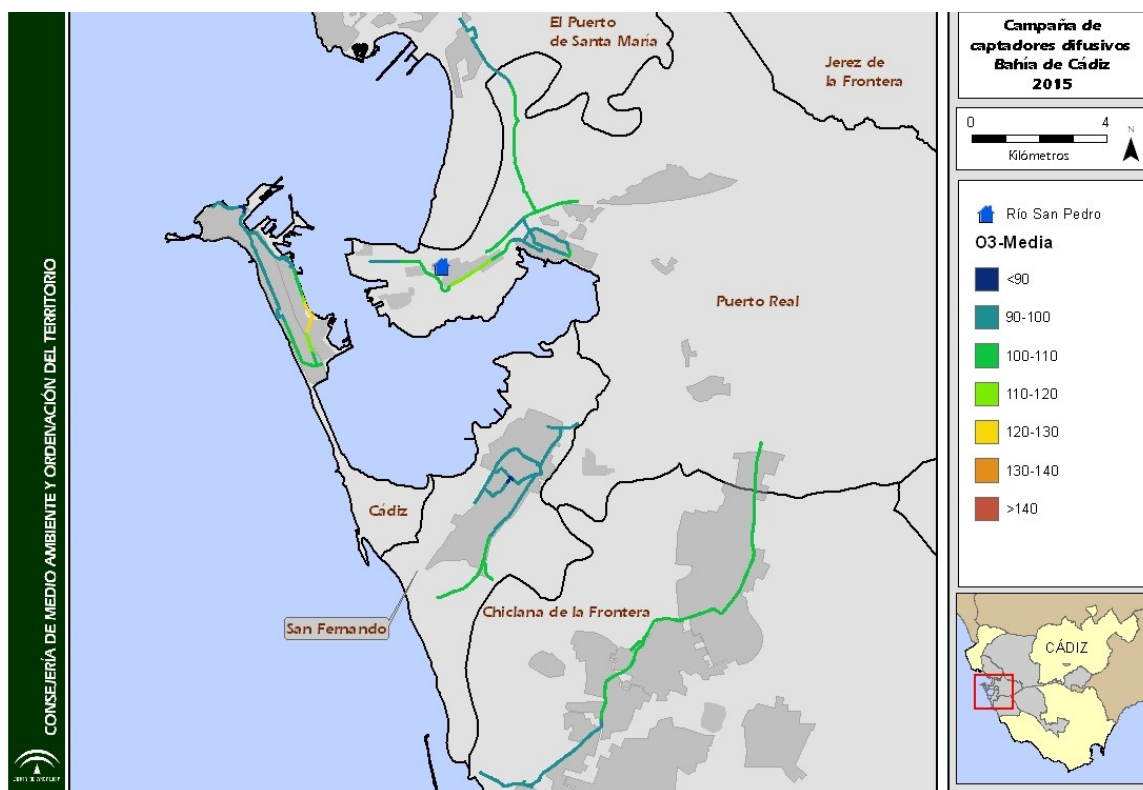 CONSEJERÍA DE MEDIO AMBIENTE Y ORDENACIÓN DEL TERRITORIO
El Puerto
de Santa María
Jerez de
la Frontera
Puerto Real
Cádiz
San Fernando
Chiclana de la Frontera
Campaña de
captadores difusivos
Bahía de Cádiz
2015
0 4
Kilómetros
N
Río San Pedro
O3-Media
<90
90-100
100-110
110-120
120-130
130-140
>140
CÁDIZ